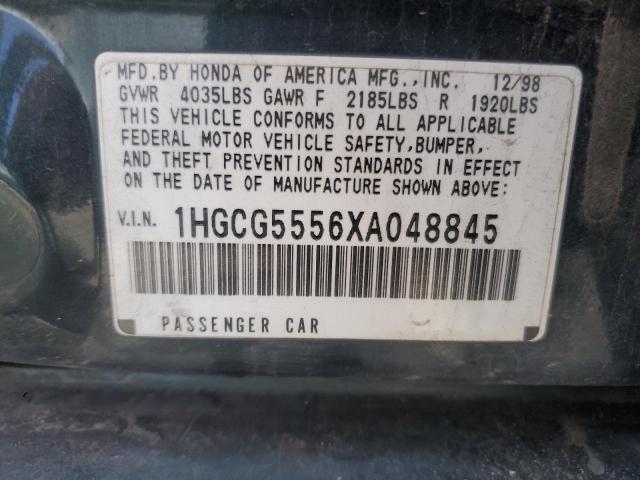 MFD.BY HONDA OF AMERICA MFG.,INC. 12/98
GVWR 4035LBS GAWR F 2185LBS R 1920LBS
THIS VEHICLE CONFORMS TO ALL APPLICABLE
FEDERAL MOTOR VEHICLE SAFETY,BUMPER,
AND THEFT PREVENTION STANDARDS IN EFFECT
ON THE DATE OF MANUFACTURE SHOWN ABOVE:
V.I.N. 1HGCG5556XA048845
PASSENGER CAR